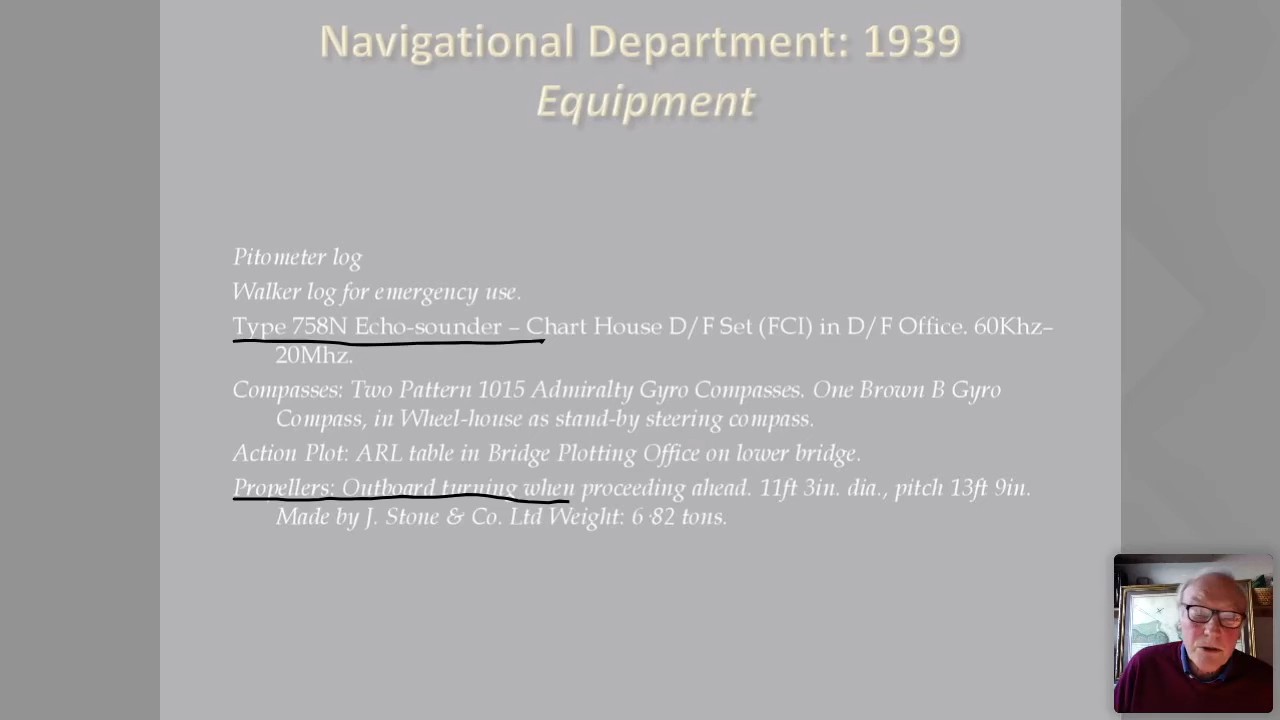 Navigational Department: 1939
Equipment
Pitometer log
Walker log for emergency use.
Type 758N Echo-sounder – Chart House D/F Set (FCI) in D/F Office. 60Khz–
20Mhz.
Compasses: Two Pattern 1015 Admiralty Gyro Compasses. One Brown B Gyro
Compass, in Wheel-house as stand-by steering compass.
Action Plot: ARL table in Bridge Plotting Office on lower bridge.
Propellers: Outboard turning when proceeding ahead. 11ft 3in. dia., pitch 13ft 9in.
Made by J. Stone & Co. Ltd Weight: 6·82 tons.